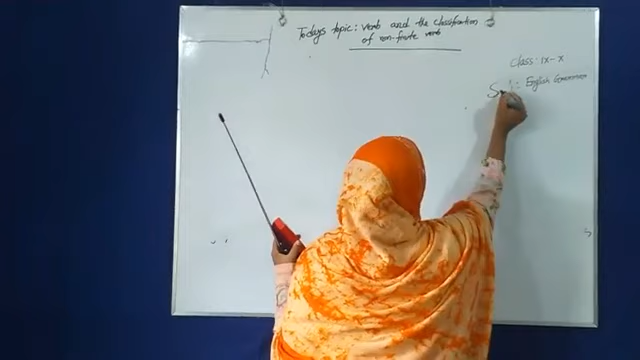 Todays topic: verb and the classification
of non-finite verb
Class: IX-X
S
English Grammar